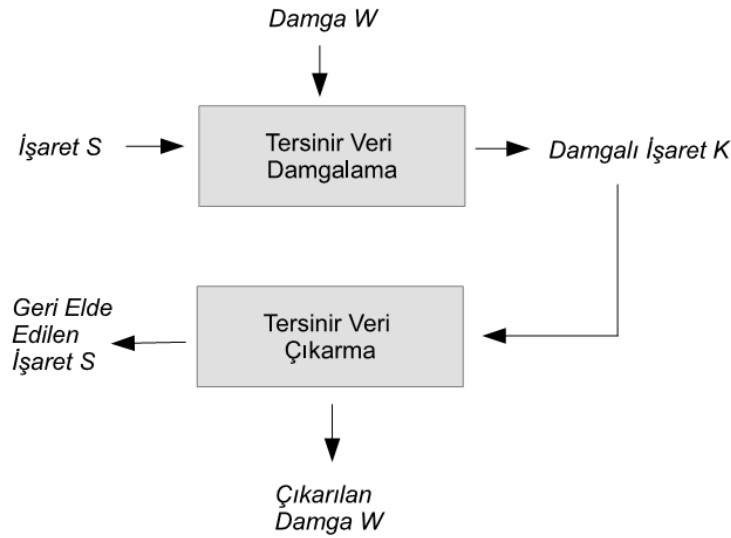 Damga W
İşaret S
Tersinir Veri
Damgalama
Damgalı İşaret K
Geri Elde
Edilen
İşaret S
Tersinir Veri
Çıkarma
Çıkarılan
Damga W